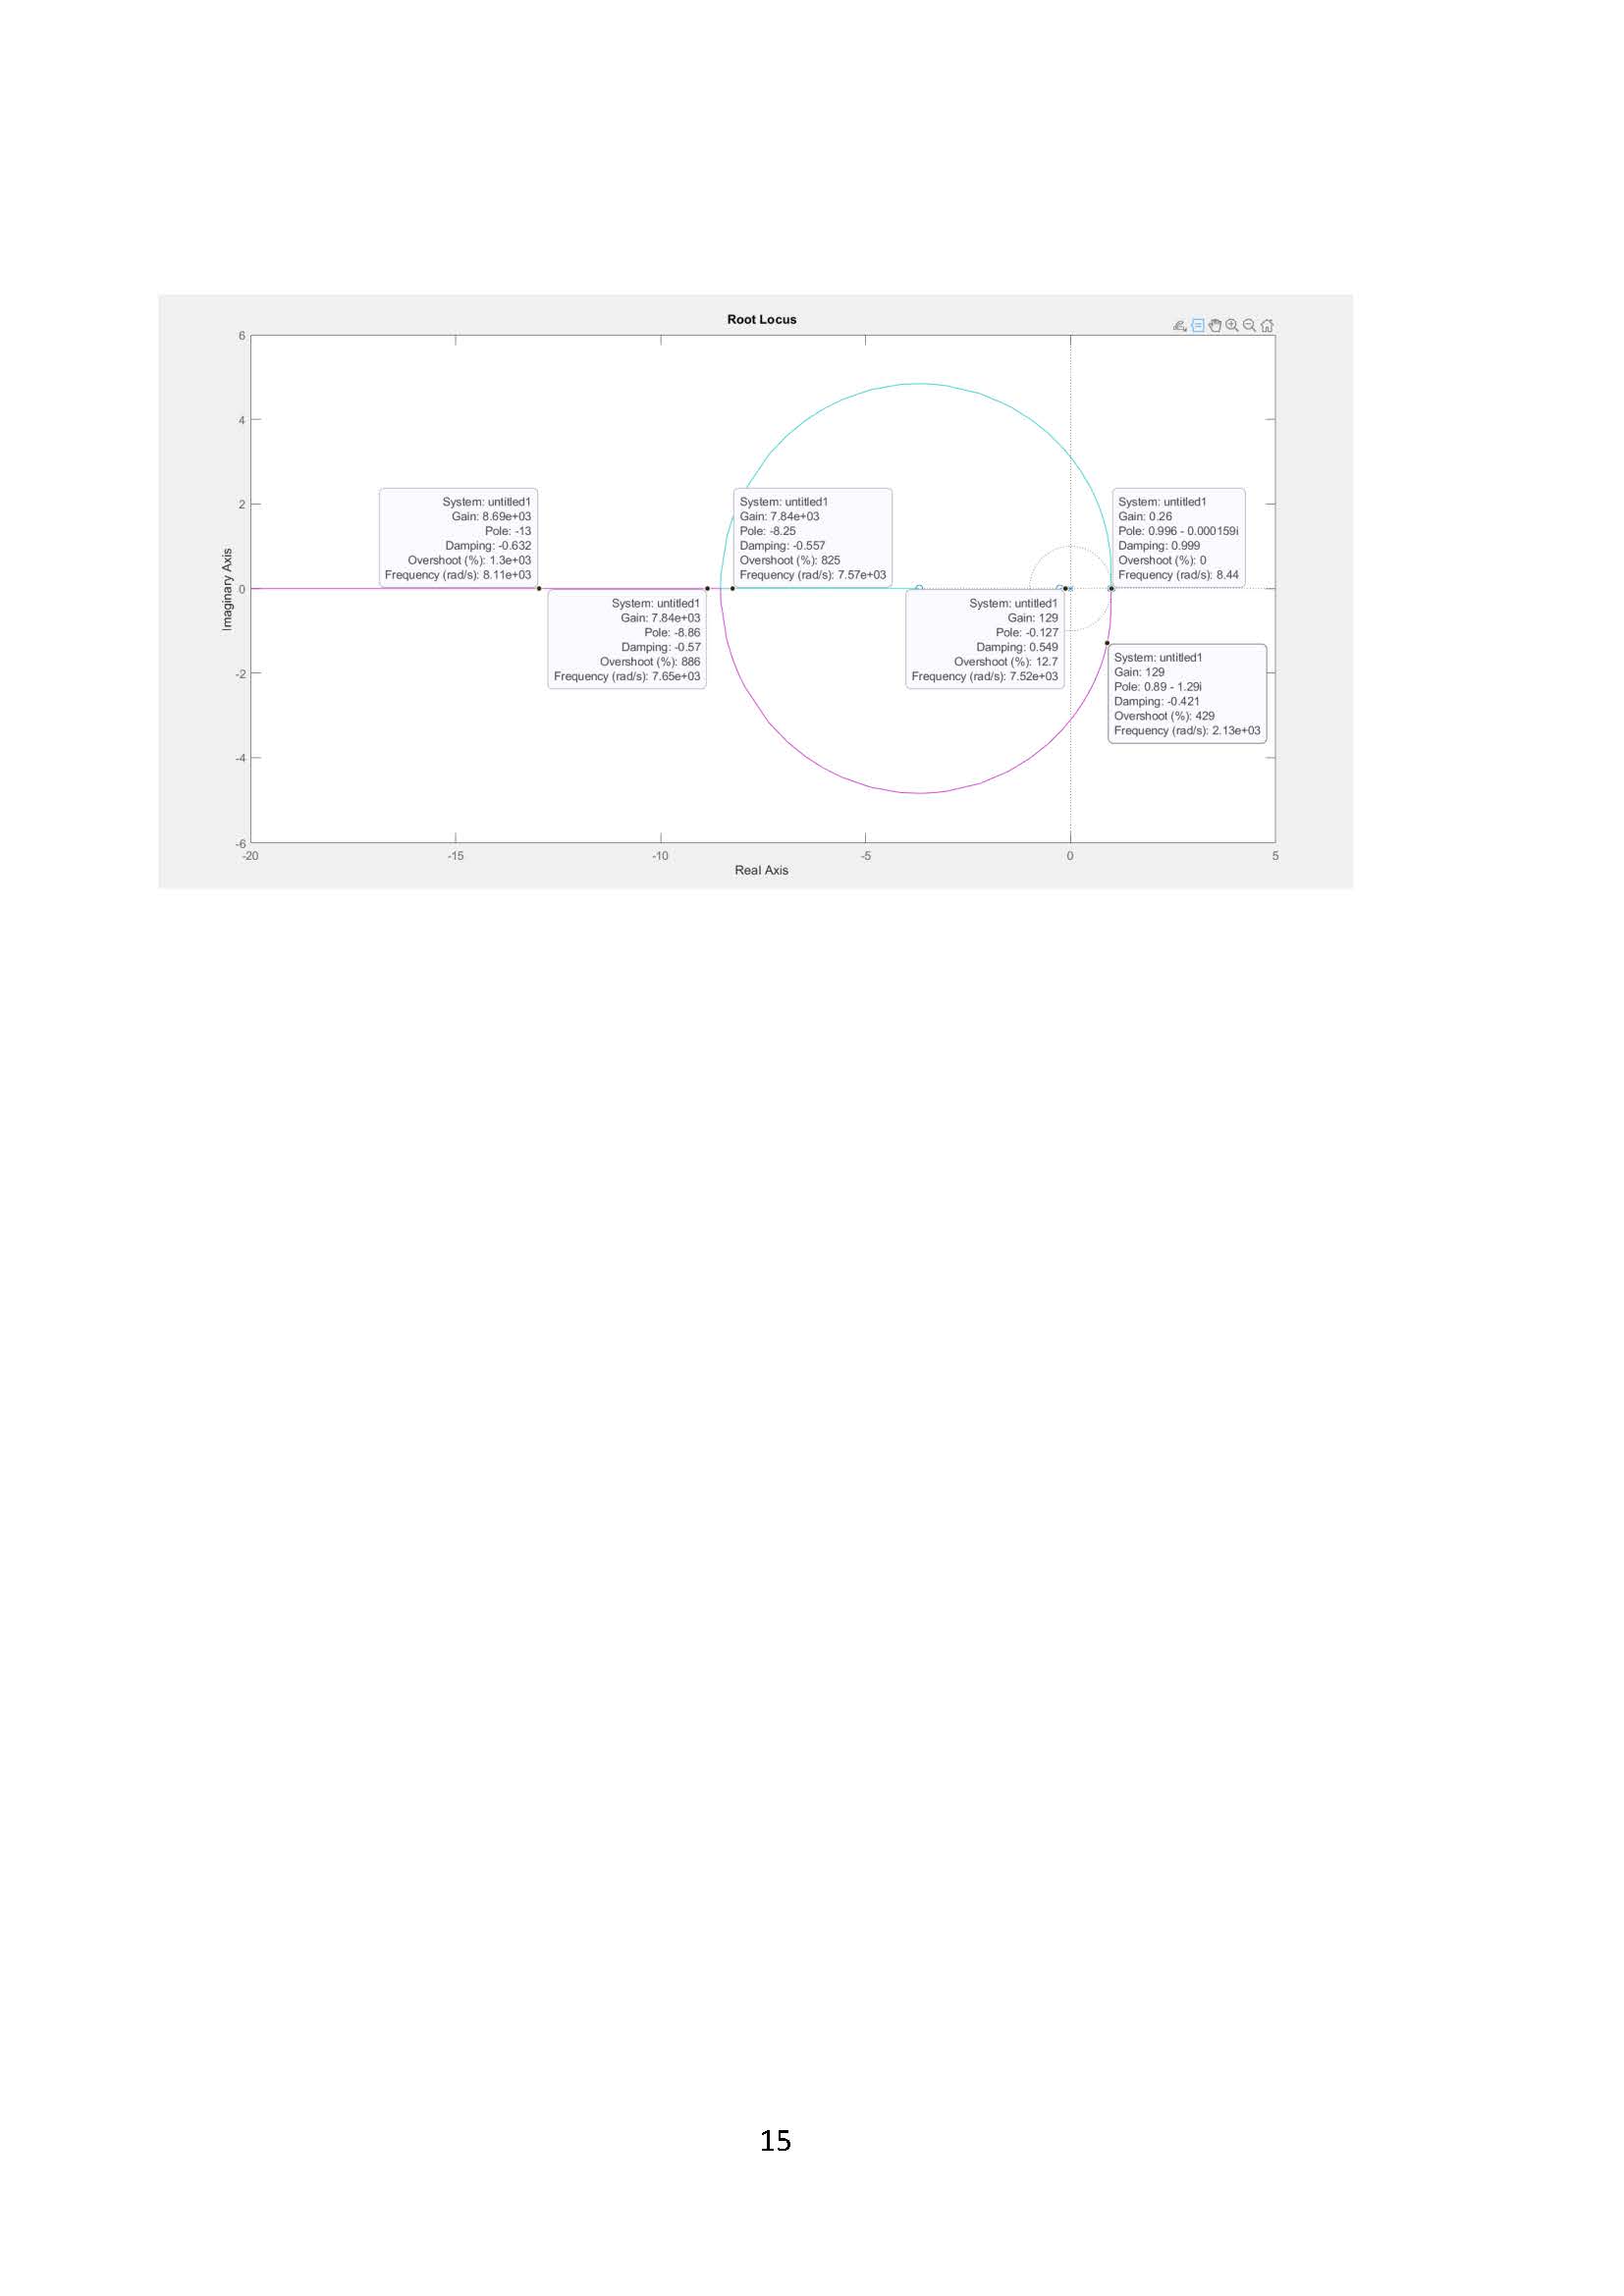 Root Locus
6
4
2
0
-2
-4
-6
Imaginary Axis
System: untitled1
Gain: 8.69e+03
Pole: -13
Damping: -0.632
Overshoot (%): 1.3e+03
Frequency (rad/s): 8.11e+03
System: untitled1
Gain: 7.84e+03
Pole: -8.25
Damping: -0.557
Overshoot (%): 825
Frequency (rad/s): 7.57e+03
System: untitled1
Gain: 0.26
Pole: 0.996 - 0.000159i
Damping: 0.999
Overshoot (%): 0
Frequency (rad/s): 8.44
System: untitled1
Gain: 7.84e+03
Pole: -8.86
Damping: -0.57
Overshoot (%): 886
Frequency (rad/s): 7.65e+03
System: untitled1
Gain: 129
Pole: -0.127
Damping: 0.549
Overshoot (%): 12.7
Frequency (rad/s): 7.52e+03
System: untitled1
Gain: 129
Pole: 0.89 - 1.29i
Damping: -0.421
Overshoot (%): 429
Frequency (rad/s): 2.13e+03
-20 -15 -10 -5 0 5
Real Axis
15